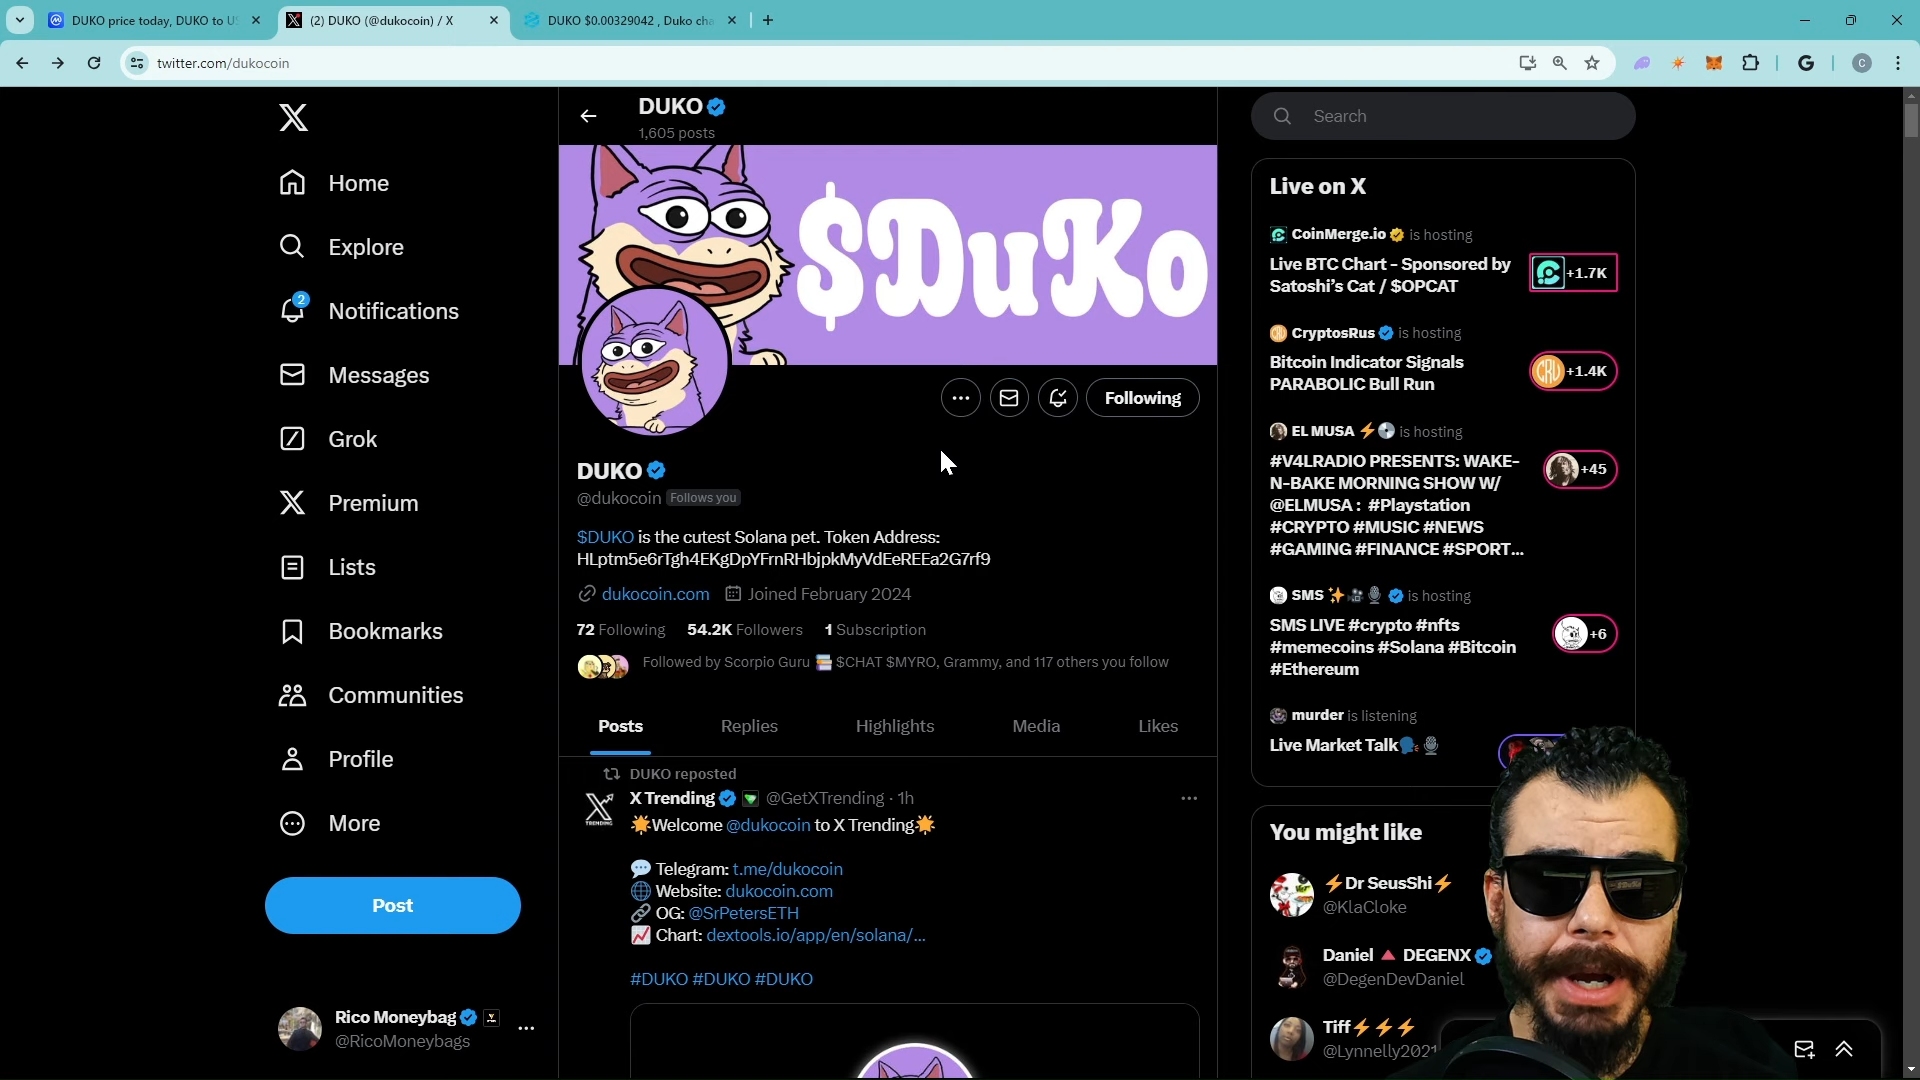 DUKO price today, DUKO to US
(2) DUKO (@dukocoin) / X
DUKO $0.00329042 , Duko cha
twitter.com/dukocoin
G
C
DUKO
1,605 posts
Search
Home
Explore
2
Notifications
Messages
Grok
Premium
Lists
Bookmarks
Communities
Profile
More
Post
Rico Moneybag
@RicoMoneybags
$DuKo
Following
DUKO
@dukocoin Follows you
$DUKO is the cutest Solana pet. Token Address:
HLptm5e6rTgh4EKgDpYFrnRHbjpkMyVdEeREEa2G7rf9
dukocoin.com Joined February 2024
72 Following 54.2K Followers 1 Subscription
Followed by Scorpio Guru $CHAT $MYRO, Grammy, and 117 others you follow
Posts Replies Highlights Media Likes
DUKO reposted
X Trending @GetXTrending · 1h
TRENDING
🌟Welcome @dukocoin to X Trending🌟
💬 Telegram: t.me/dukocoin
🌐 Website: dukocoin.com
🔗 OG: @SrPetersETH
📈 Chart: dextools.io/app/en/solana/...
#DUKO #DUKO #DUKO
Live on X
CoinMerge.io is hosting
Live BTC Chart - Sponsored by
Satoshi's Cat / $OPCAT
+1.7K
CryptosRus is hosting
Bitcoin Indicator Signals
PARABOLIC Bull Run
CRU +1.4K
EL MUSA ⚡💿 is hosting
#V4LRADIO PRESENTS: WAKE-
N-BAKE MORNING SHOW W/
@ELMUSA : #Playstation
#CRYPTO #MUSIC #NEWS
#GAMING #FINANCE #SPORT...
+45
SMS ✨🎥🎙 is hosting
SMS LIVE #crypto #nfts
#memecoins #Solana #Bitcoin
#Ethereum
+6
murder is listening
Live Market Talk🗣🎙
You might like
⚡Dr SeusShi⚡
@KlaCloke
Daniel 🔺 DEGENX
@DegenDevDaniel
Tiff⚡⚡⚡
@Lynnelly2021